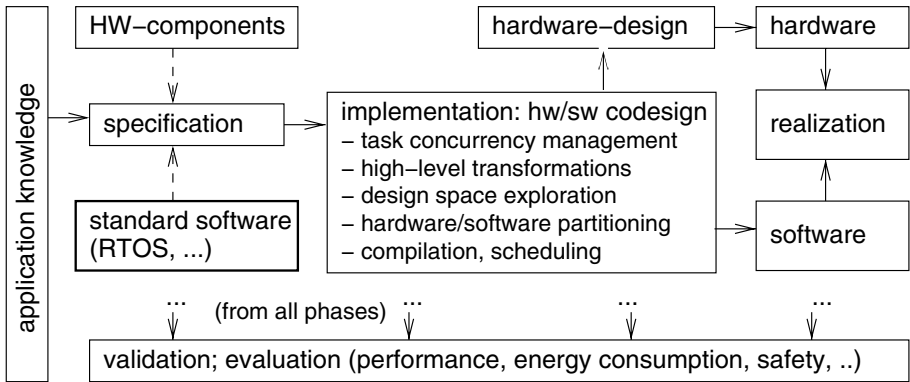 application knowledge
HW−components
hardware−design
hardware
specification
implementation: hw/sw codesign
− task concurrency management
− high−level transformations
− design space exploration
− hardware/software partitioning
− compilation, scheduling
realization
standard software
(RTOS, ...)
software
... (from all phases) ... ... ...
validation; evaluation (performance, energy consumption, safety, ..)